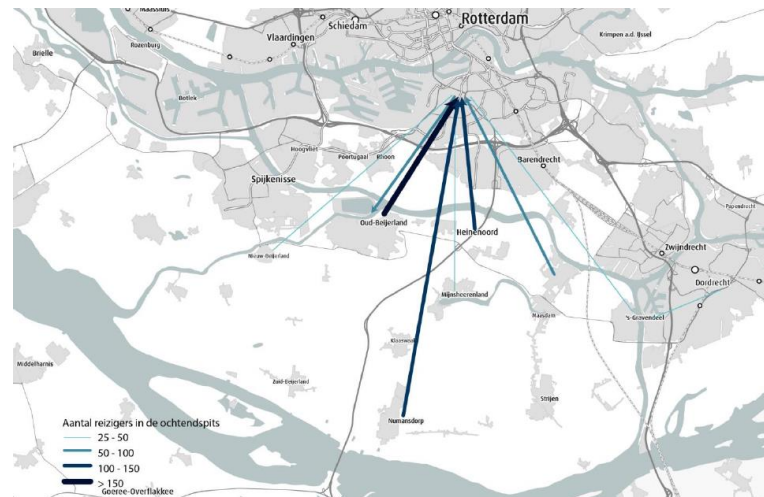 Maassluis
Schiedam
Rotterdam
Vlaardingen
Rozenburg
Krimpen a.d. IJssel
Brielle
Botlek
Hoogvliet
Poortugaal
Rhoon
Barendrecht
Spijkenisse
Papendrecht
Oud-Beijerland
Heinenoord
Zwijndrecht
Nieuw-Beijerland
Dordrecht
Mijnsheerenland
Maasdam
's-Gravendeel
Klaaswaal
Middelharnis
Zuid-Beijerland
Strijen
Numansdorp
Aantal reizigers in de ochtendspits
25 - 50
50 - 100
100 - 150
> 150
Goeree-Overflakkee